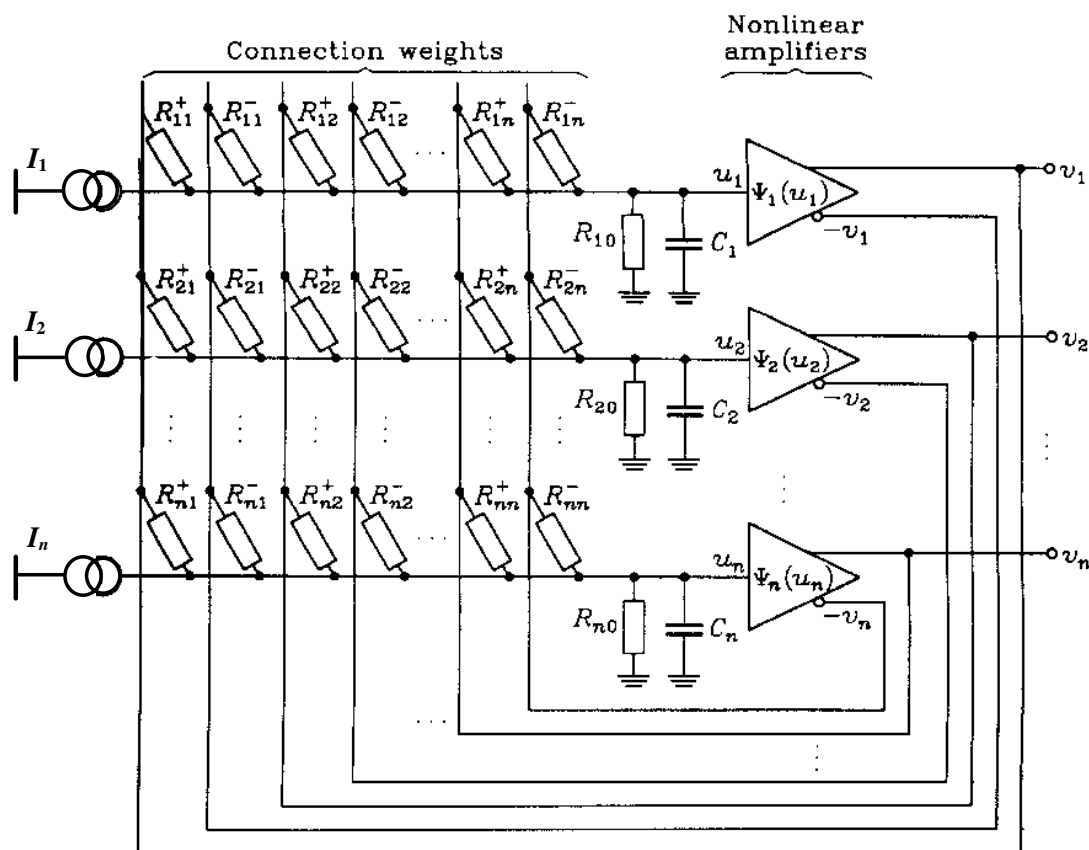 Nonlinear
Connection weights amplifiers
R₁₁⁺ R₁₁⁻ R₁₂⁺ R₁₂⁻ R₁ₙ⁺ R₁ₙ⁻
...
I₁ u₁ Ψ₁(u₁) v₁
R₁₀ C₁ -v₁
R₂₁⁺ R₂₁⁻ R₂₂⁺ R₂₂⁻ R₂ₙ⁺ R₂ₙ⁻
...
I₂ u₂ Ψ₂(u₂) v₂
R₂₀ C₂ -v₂
Rₙ₁⁺ Rₙ₁⁻ Rₙ₂⁺ Rₙ₂⁻ Rₙₙ⁺ Rₙₙ⁻
...
Iₙ uₙ Ψₙ(uₙ) vₙ
Rₙ₀ Cₙ -vₙ
...